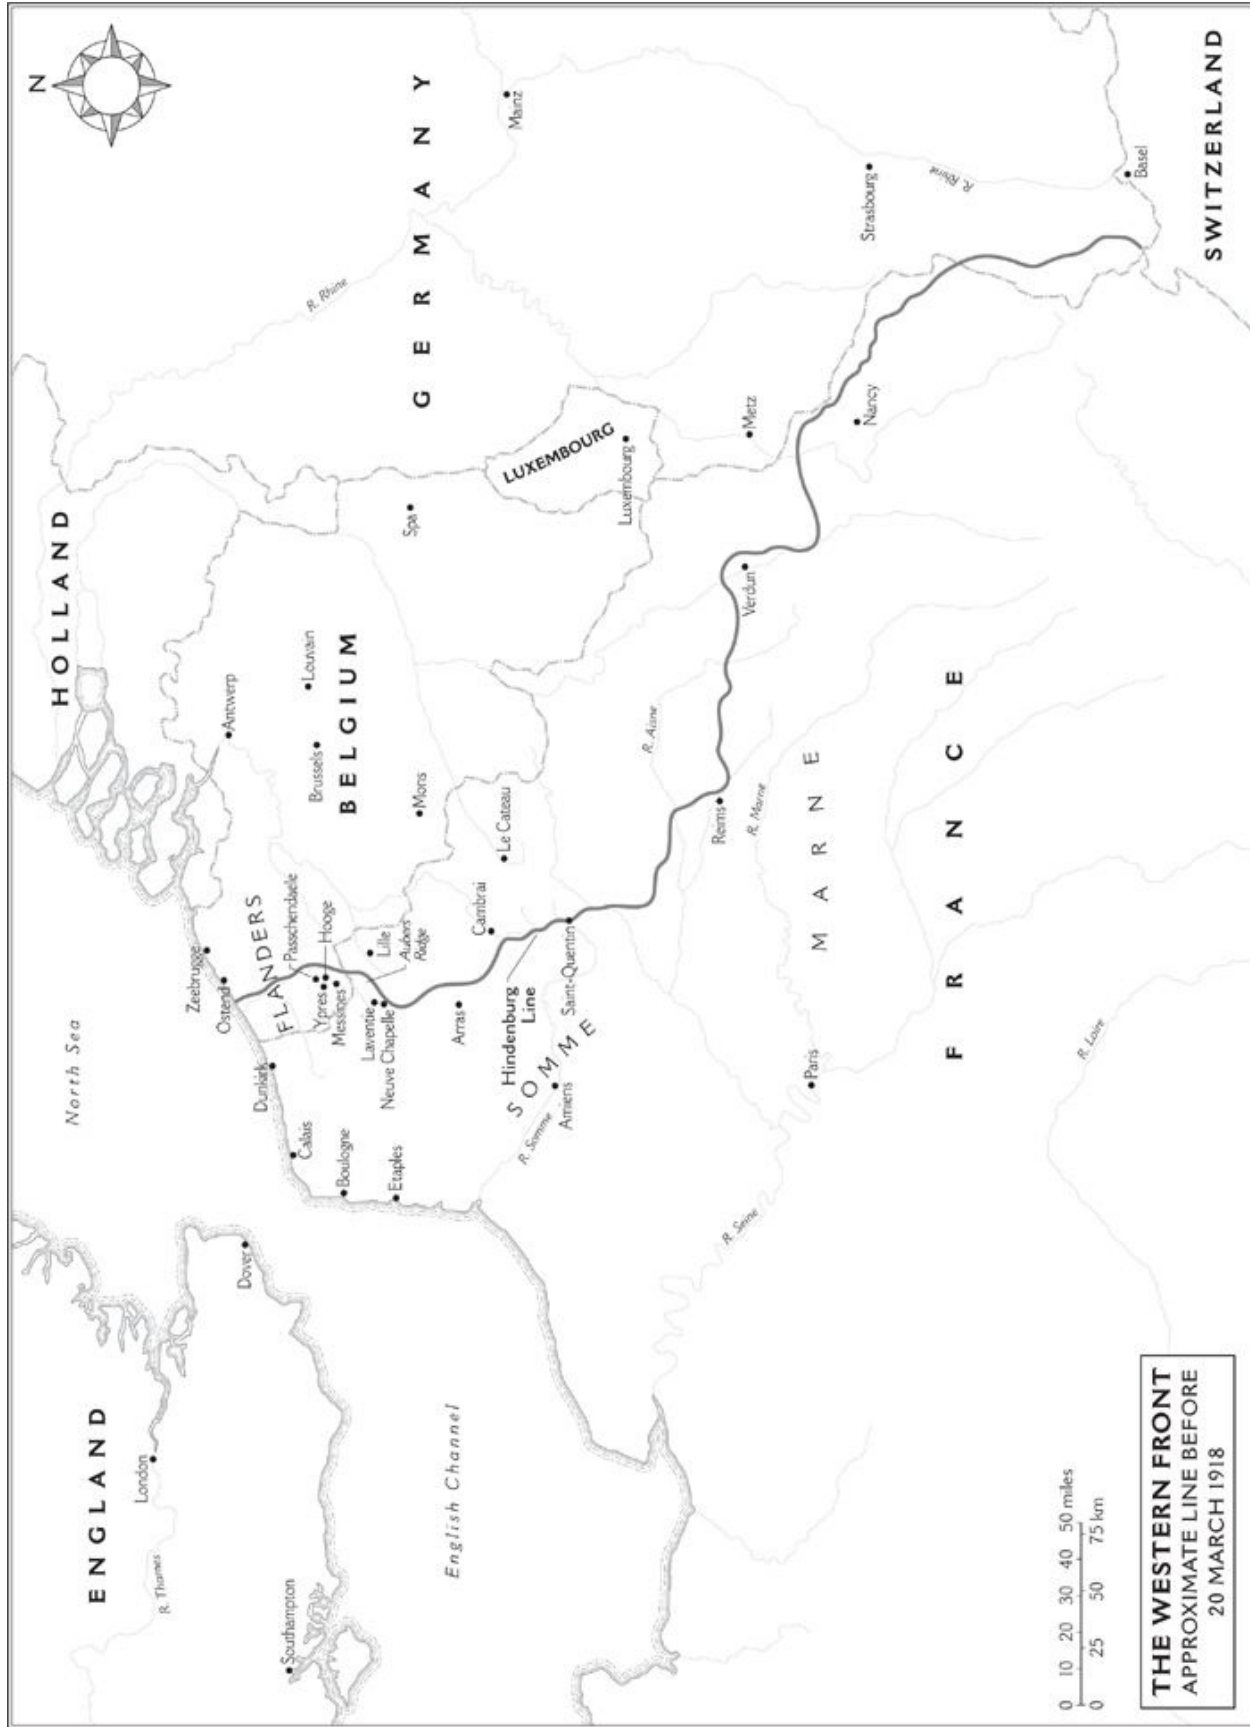 N
ENGLAND
R. Thames
London
Southampton
Dover
North Sea
English Channel
HOLLAND
Zeebrugge
Ostend
Antwerp
FLANDERS
Dunkirk
Calais
Boulogne
Etaples
Passchendaele
Hooge
Ypres
Messines
Laventie
Neuve Chapelle
Lille
Aubers
Ridge
Brussels
Louvain
BELGIUM
Mons
Spa
GERMANY
R. Rhine
Mainz
Arras
Cambrai
Le Cateau
Hindenburg
Line
SOMME
R. Somme
Amiens
Saint-Quentin
LUXEMBOURG
Luxembourg
R. Aisne
Reims
R. Marne
Verdun
Metz
Nancy
Strasbourg
R. Rhine
Basel
SWITZERLAND
R. Seine
Paris
MARNE
FRANCE
R. Loire
0 10 20 30 40 50 miles
0 25 50 75 km
THE WESTERN FRONT
APPROXIMATE LINE BEFORE
20 MARCH 1918